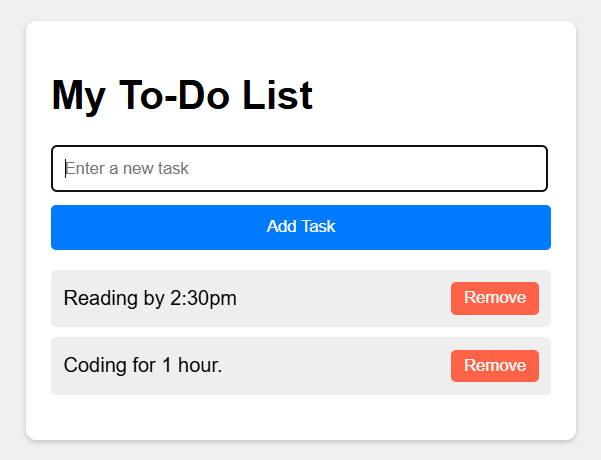 My To-Do List
Enter a new task
Add Task
Reading by 2:30pm
Remove
Coding for 1 hour.
Remove